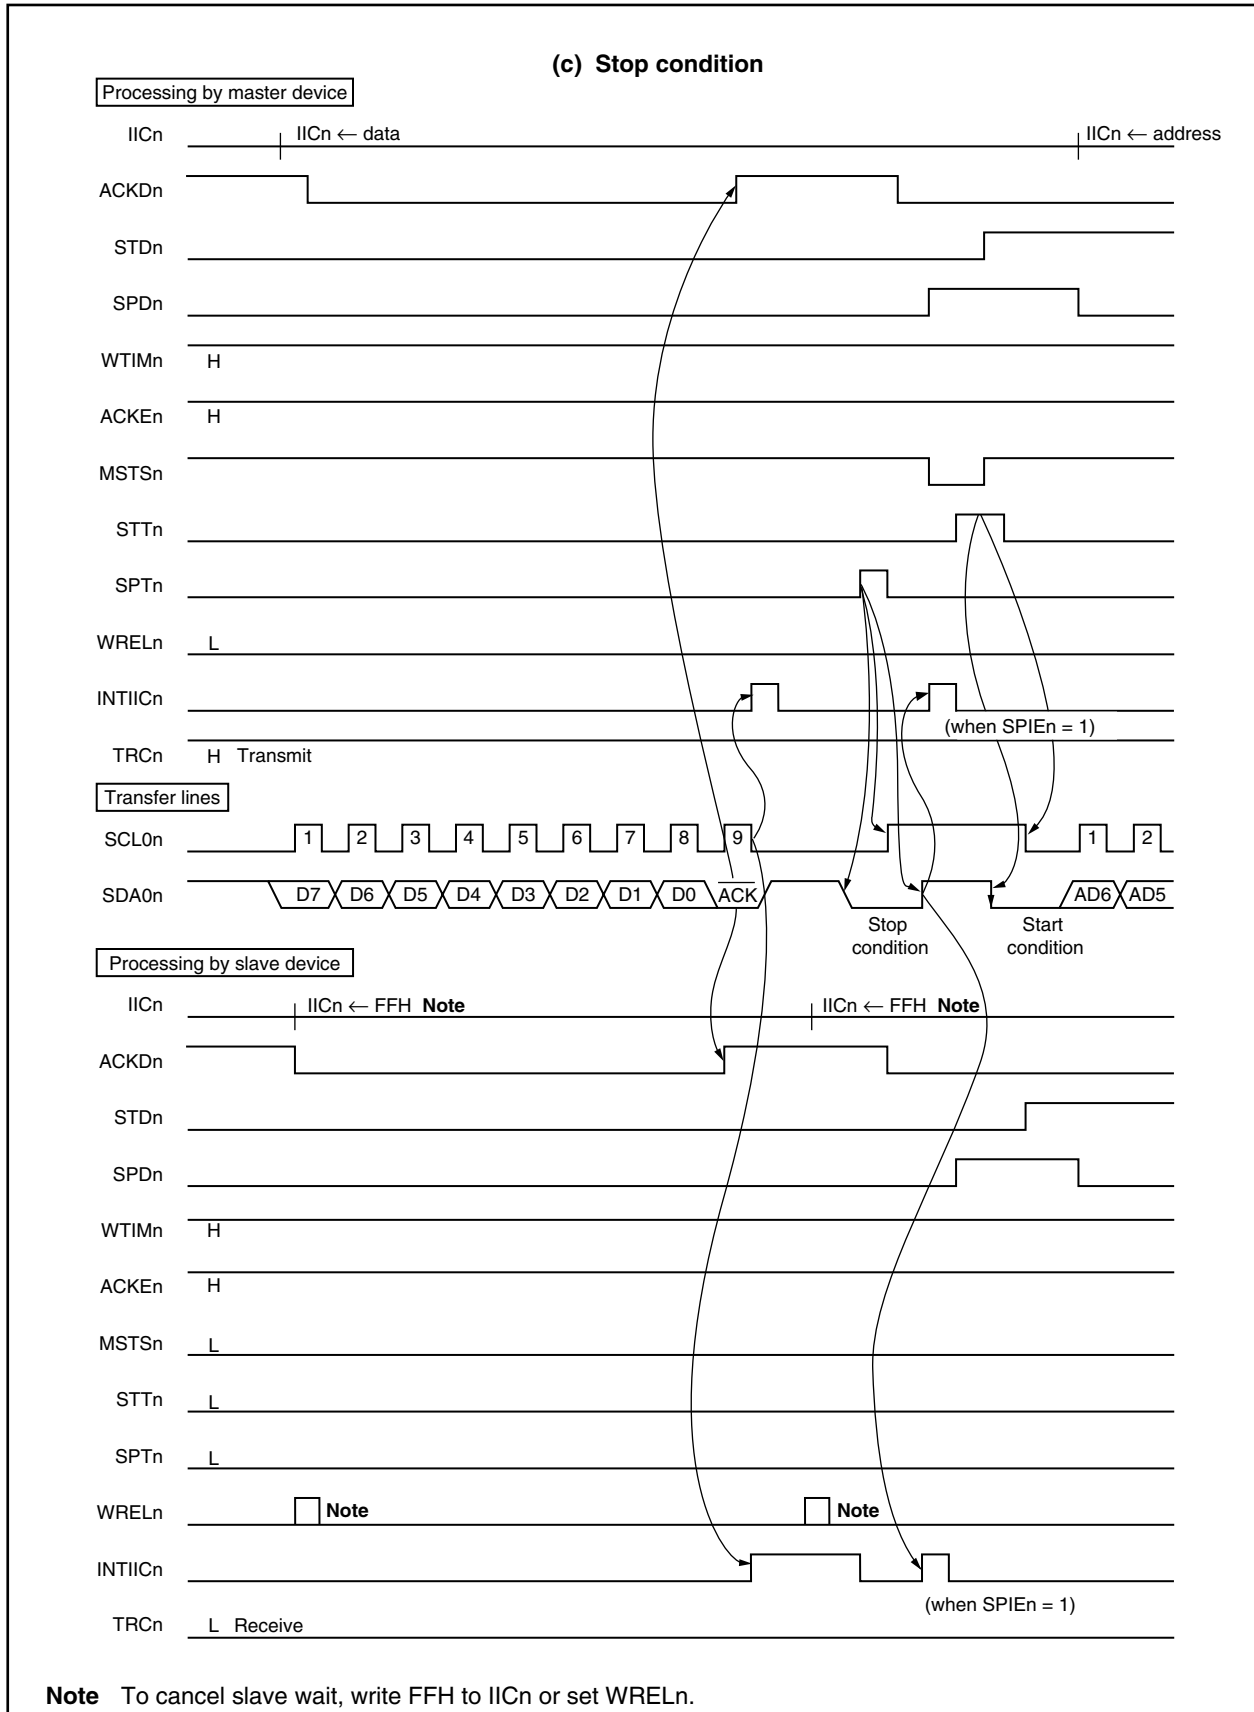 (c) Stop condition
Processing by master device
IICn IICn ← data IICn ← address
ACKDn
STDn
SPDn
WTIMn H
ACKEn H
MSTSn
STTn
SPTn
WRELn L
INTIICn
(when SPIEn = 1)
TRCn H Transmit
Transfer lines
SCL0n 1 2 3 4 5 6 7 8 9 1 2
SDA0n D7 D6 D5 D4 D3 D2 D1 D0 ACK AD6 AD5
Stop Start
condition condition
Processing by slave device
IICn IICn ← FFH Note IICn ← FFH Note
ACKDn
STDn
SPDn
WTIMn H
ACKEn H
MSTSn L
STTn L
SPTn L
WRELn Note Note
INTIICn
(when SPIEn = 1)
TRCn L Receive
Note To cancel slave wait, write FFH to IICn or set WRELn.